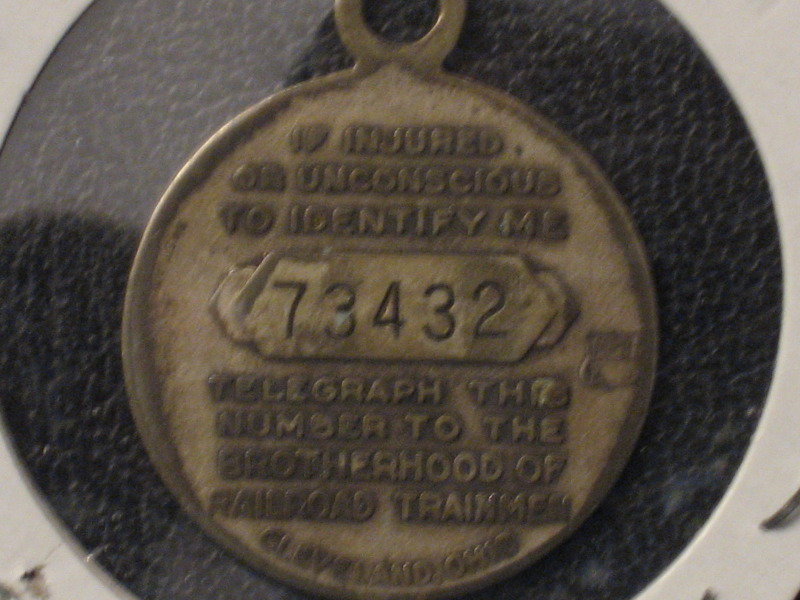 IF INJURED
OR UNCONSCIOUS
TO IDENTIFY ME
73432
TELEGRAPH THIS
NUMBER TO THE
BROTHERHOOD OF
RAILROAD TRAINMEN
CLEVELAND, OHIO